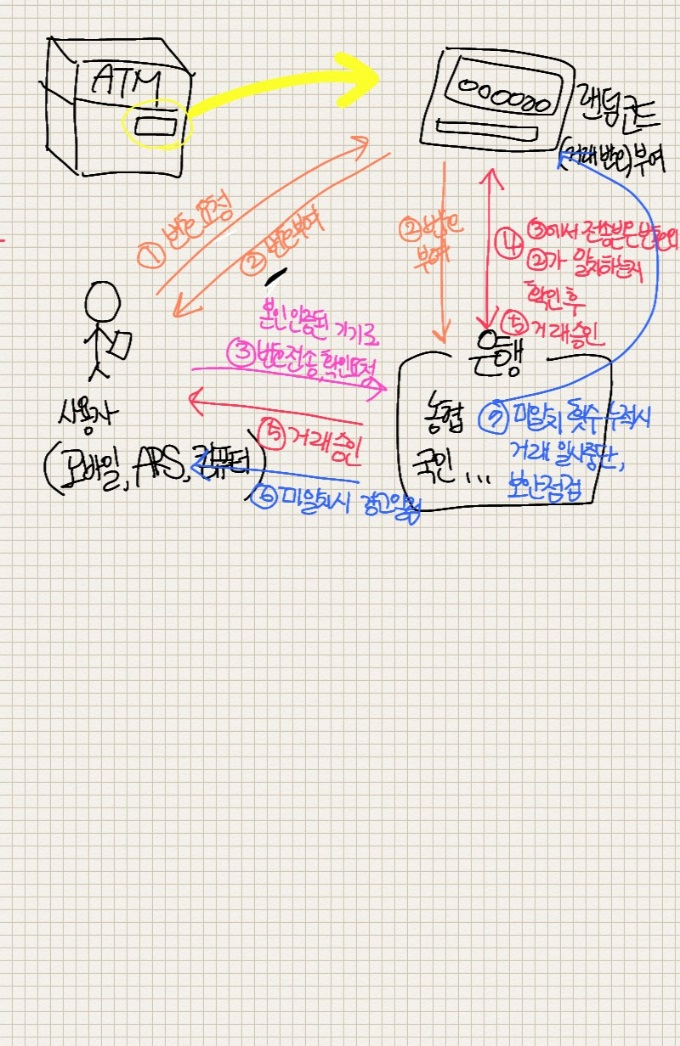 ATM
000000
랜덤코드
(거래번호)부여
① 번호요청
② 번호부여
② 번호
부여
④ ③에서 전송받은 번호와
②가 일치하는지
확인 후
⑤ 거래승인
본인인증된 기기로
③ 번호전송, 확인요청
은행
사용자
(모바일, ARS, 컴퓨터)
⑤ 거래승인
⑥ 미일치시 경고알림
농협
국민...
⑦ 미일치 횟수 누적시
거래 일시중단,
보안점검